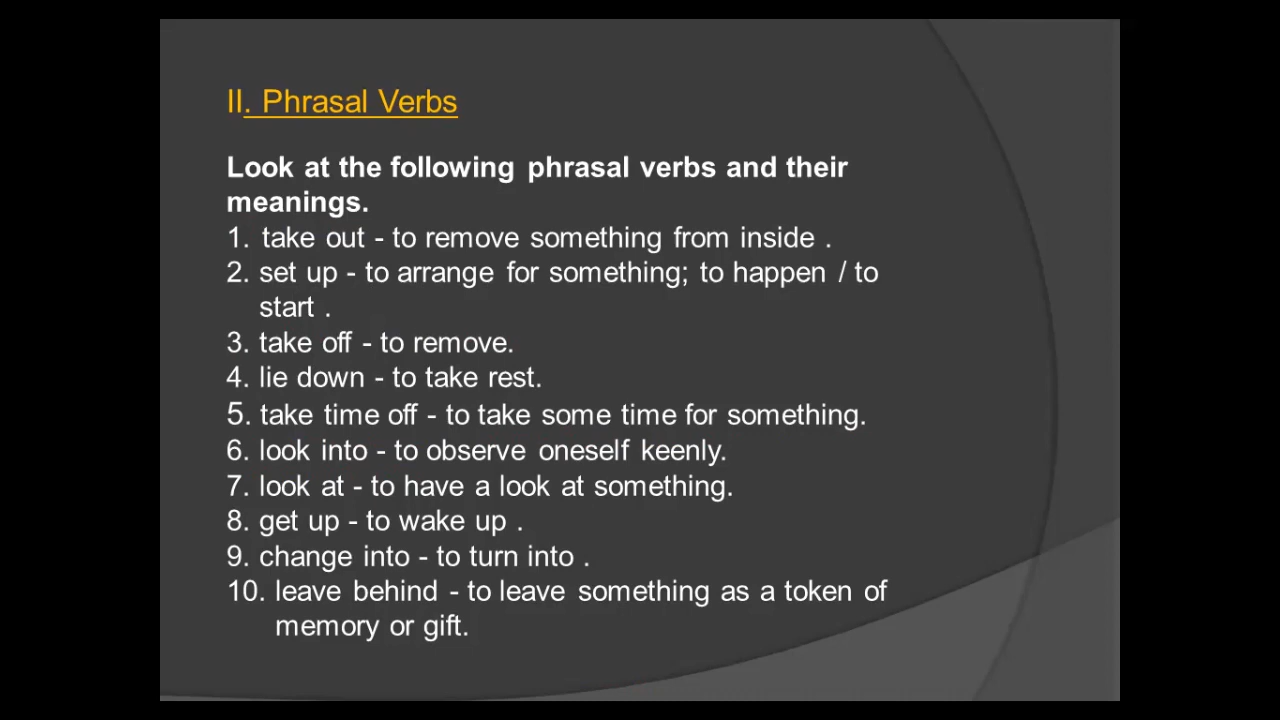 II. Phrasal Verbs
Look at the following phrasal verbs and their
meanings.
1. take out - to remove something from inside .
2. set up - to arrange for something; to happen / to
start .
3. take off - to remove.
4. lie down - to take rest.
5. take time off - to take some time for something.
6. look into - to observe oneself keenly.
7. look at - to have a look at something.
8. get up - to wake up .
9. change into - to turn into .
10. leave behind - to leave something as a token of
memory or gift.